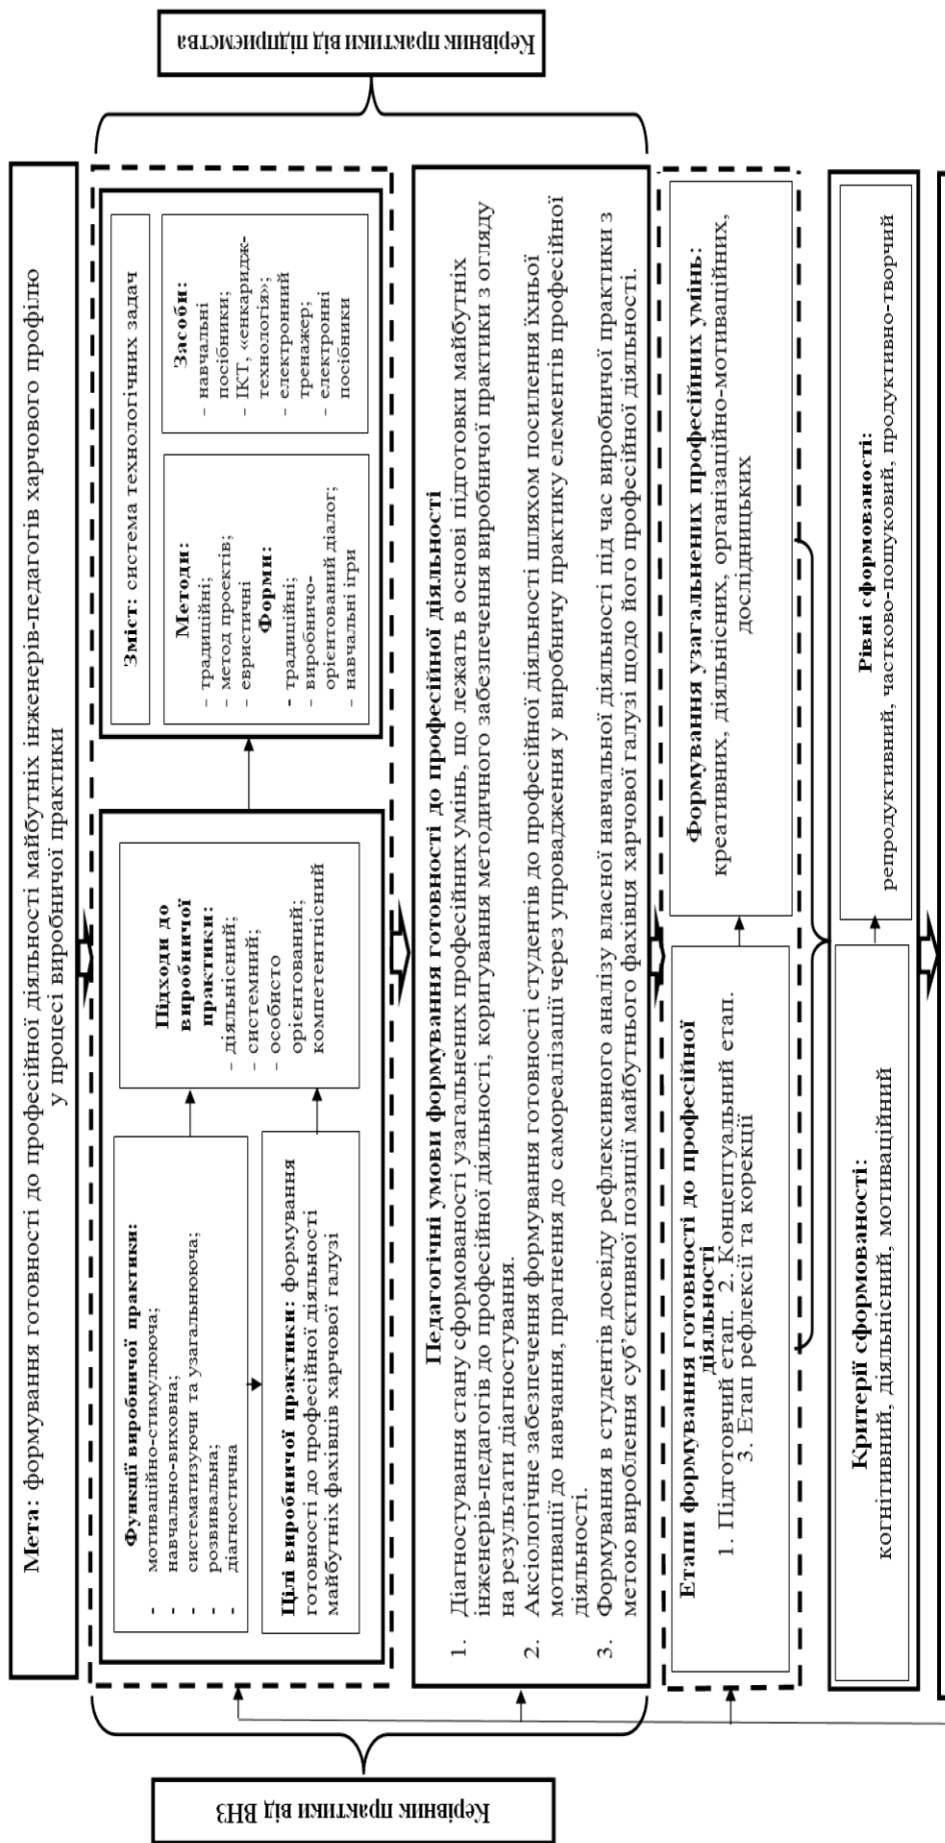 Мета: формування готовності до професійної діяльності майбутніх інженерів-педагогів харчового профілю
у процесі виробничої практики
Керівник практики від ВНЗ
Керівник практики від підприємства
Функції виробничої практики:
- мотиваційно-стимулююча;
- навчально-виховна;
- систематизуючи та узагальнююча;
- розвивальна;
- діагностична
Цілі виробничої практики: формування
готовності до професійної діяльності
майбутніх фахівців харчової галузі
Підходи до
виробничої
практики:
– діяльнісний;
– системний;
– особисто
орієнтований;
компетентнісний
Зміст: система технологічних задач
Методи:
– традиційні;
– метод проектів;
– евристичні
Форми:
– традиційні;
– виробничо-
орієнтований діалог;
– навчальні ігри
Засоби:
– навчальні
посібники;
– ІКТ, «енкаридж-
технологія»;
– електронний
тренажер;
– електронні
посібники
Педагогічні умови формування готовності до професійної діяльності
1. Діагностування стану сформованості узагальнених професійних умінь, що лежать в основі підготовки майбутніх
інженерів-педагогів до професійної діяльності, коригування методичного забезпечення виробничої практики з огляду
на результати діагностування.
2. Аксіологічне забезпечення формування готовності студентів до професійної діяльності шляхом посилення їхньої
мотивації до навчання, прагнення до самореалізації через упровадження у виробничу практику елементів професійної
діяльності.
3. Формування в студентів досвіду рефлексивного аналізу власної навчальної діяльності під час виробничої практики з
метою вироблення суб’єктивної позиції майбутнього фахівця харчової галузі щодо його професійної діяльності.
Етапи формування готовності до професійної
діяльності
1. Підготовчий етап. 2. Концептуальний етап.
3. Етап рефлексії та корекції
Формування узагальнених професійних умінь:
креативних, діяльнісних, організаційно-мотиваційних,
дослідницьких
Критерії сформованості:
когнітивний, діяльнісний, мотиваційний
Рівні сформованості:
репродуктивний, частково-пошуковий, продуктивно-творчий